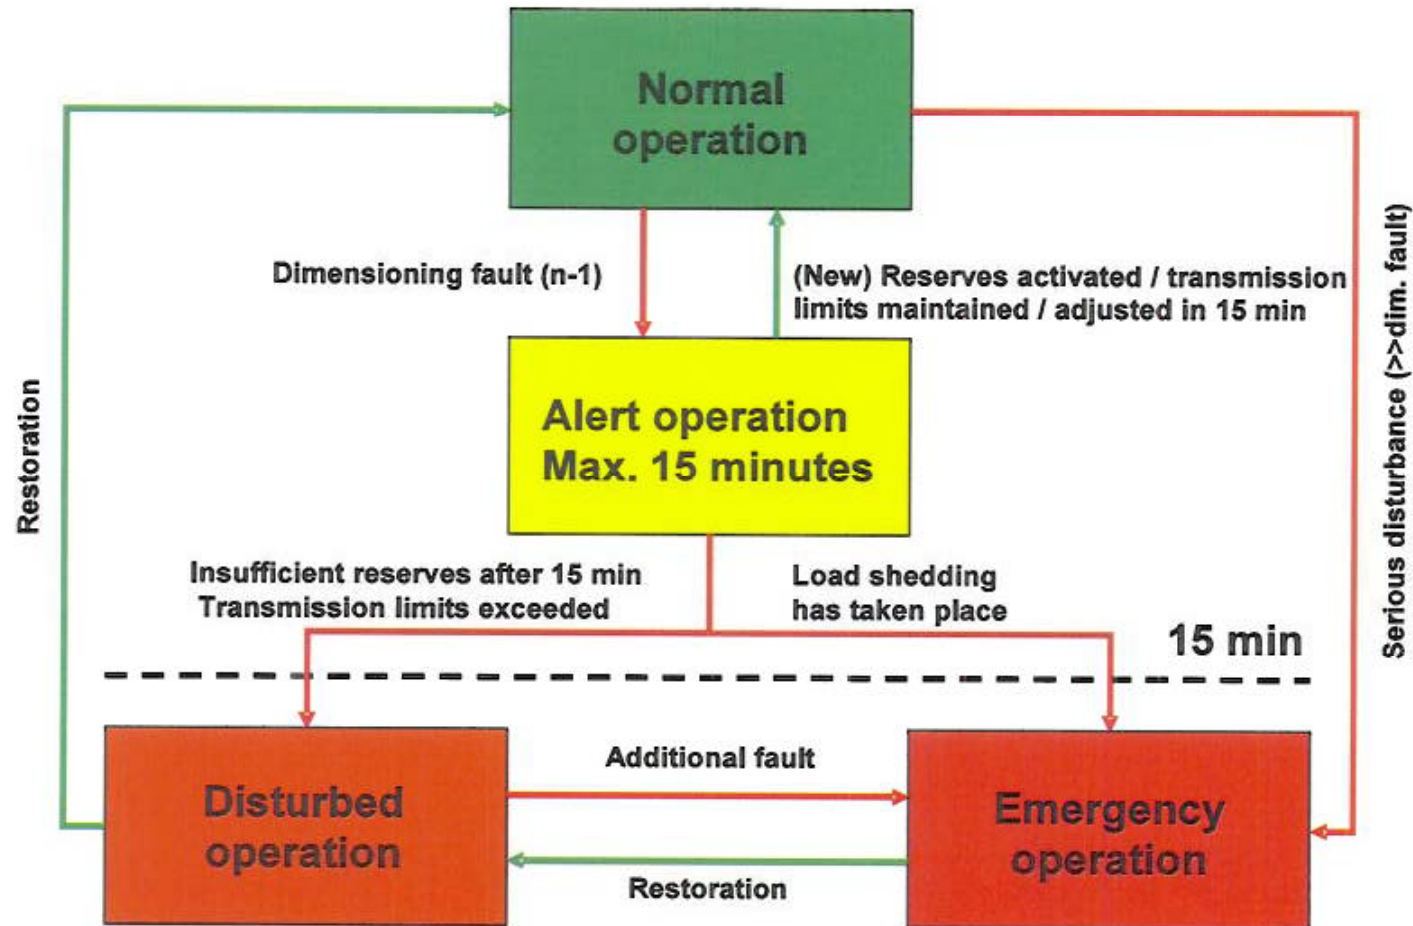 Normal
operation
Dimensioning fault (n-1)
(New) Reserves activated / transmission
limits maintained / adjusted in 15 min
Serious disturbance (>>dim. fault)
Restoration
Alert operation
Max. 15 minutes
Insufficient reserves after 15 min
Transmission limits exceeded
Load shedding
has taken place
15 min
Additional fault
Disturbed
operation
Emergency
operation
Restoration